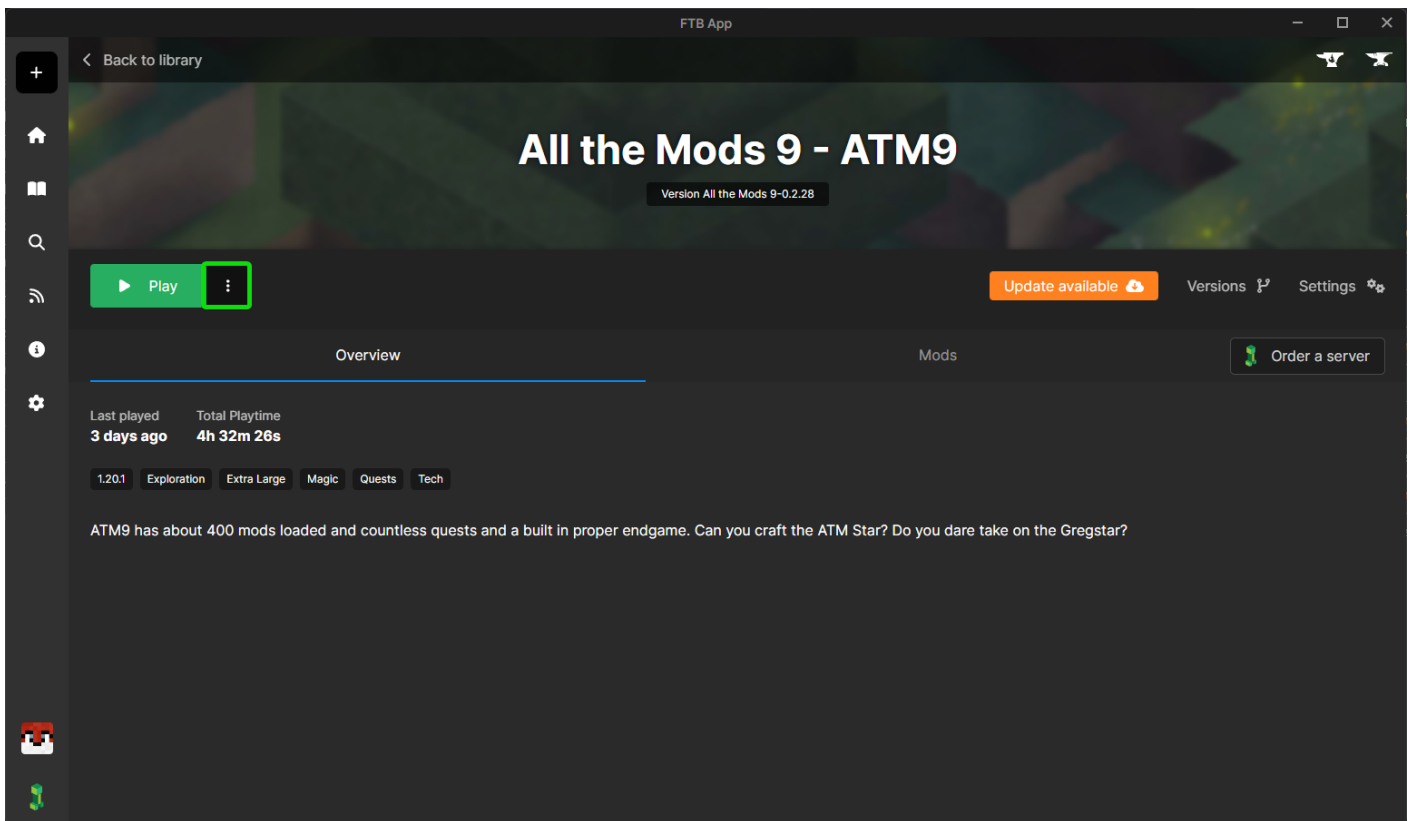 FTB App
Back to library
All the Mods 9 - ATM9
Version All the Mods 9-0.2.28
Play
Update available
Versions
Settings
Overview
Mods
Order a server
Last played Total Playtime
3 days ago 4h 32m 26s
1.20.1 Exploration Extra Large Magic Quests Tech
ATM9 has about 400 mods loaded and countless quests and a built in proper endgame. Can you craft the ATM Star? Do you dare take on the Gregstar?